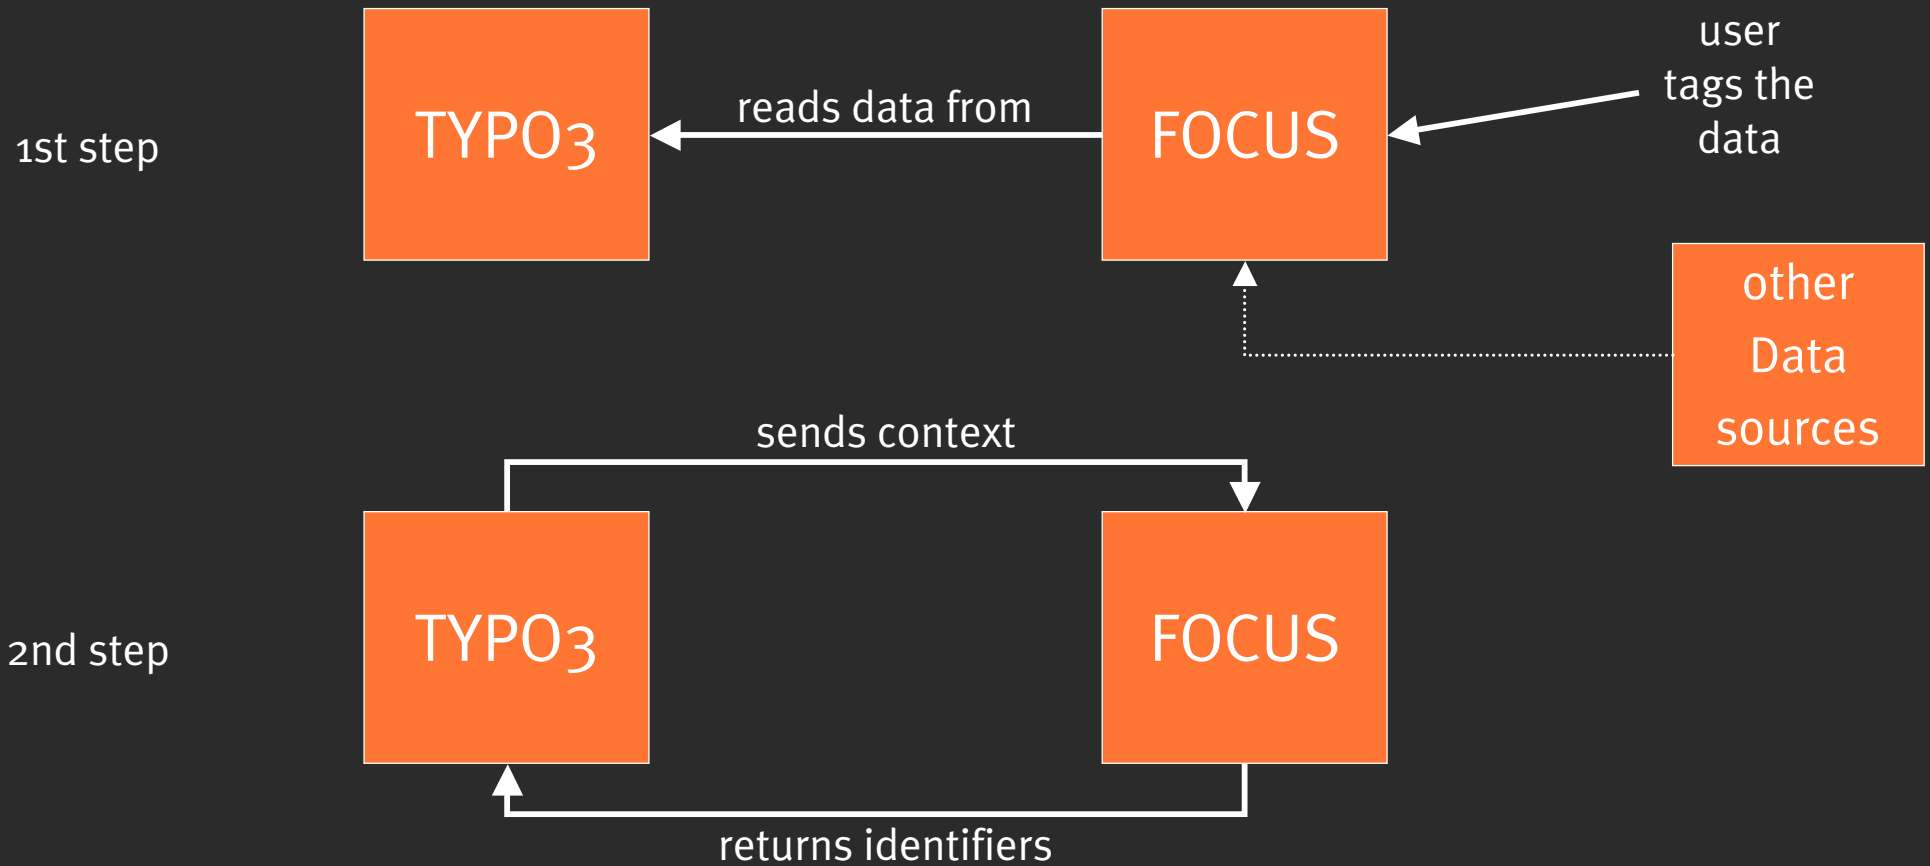 user
tags the
data
1st step
TYPO3
reads data from
FOCUS
other
Data
sources
sends context
2nd step
TYPO3
FOCUS
returns identifiers